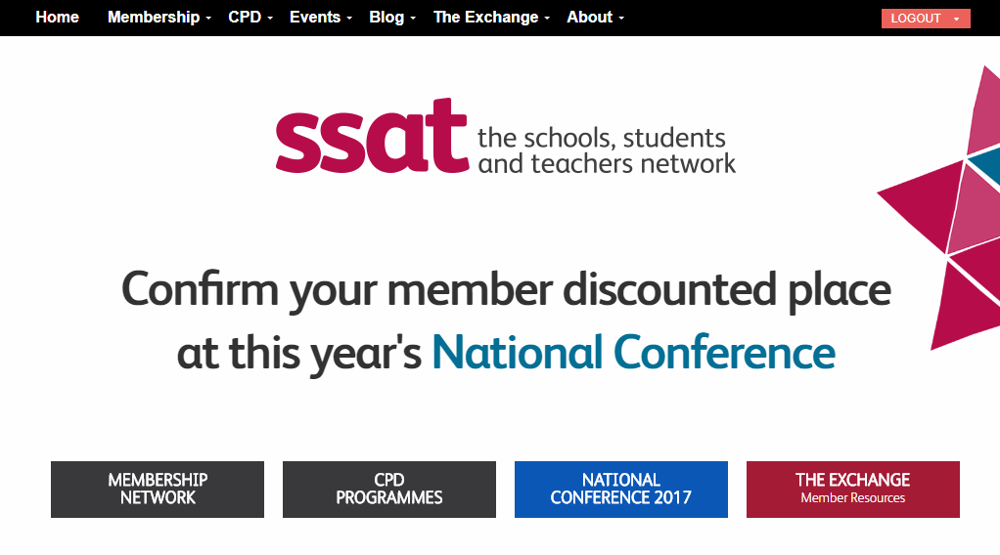 Home Membership CPD Events Blog The Exchange About LOGOUT
ssat the schools, students
and teachers network
Confirm your member discounted place
at this year's National Conference
MEMBERSHIP
NETWORK
CPD
PROGRAMMES
NATIONAL
CONFERENCE 2017
THE EXCHANGE
Member Resources